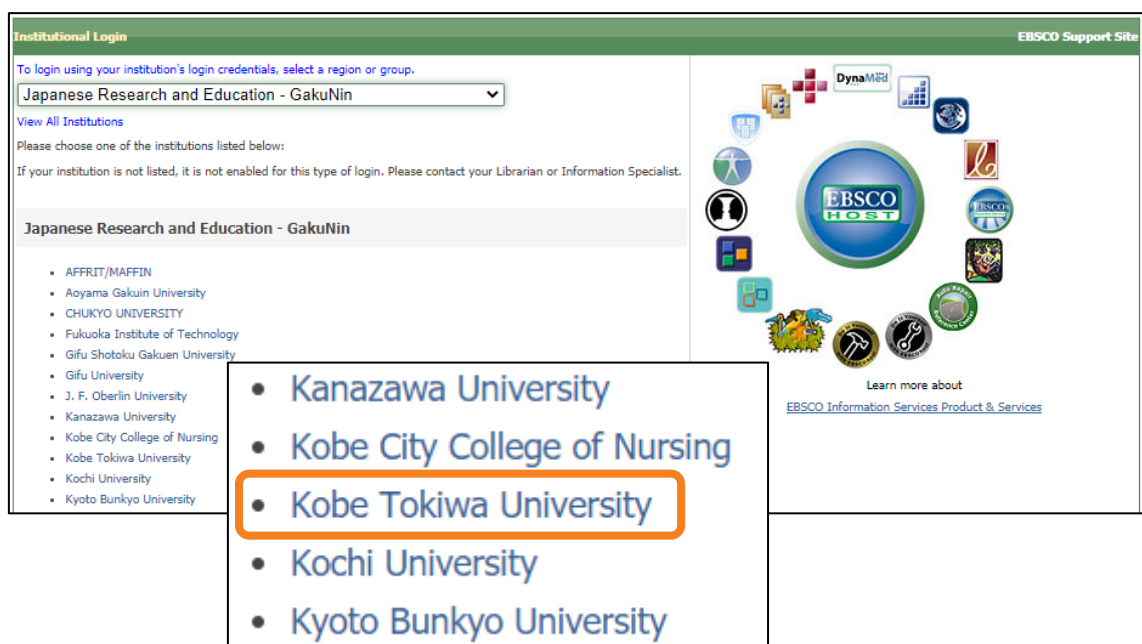 Institutional Login
EBSCO Support Site
To login using your institution's login credentials, select a region or group.
Japanese Research and Education - GakuNin
View All Institutions
Please choose one of the institutions listed below:
If your institution is not listed, it is not enabled for this type of login. Please contact your Librarian or Information Specialist.
Japanese Research and Education - GakuNin
• AFFRIT/MAFFIN
• Aoyama Gakuin University
• CHUKYO UNIVERSITY
• Fukuoka Institute of Technology
• Gifu Shotoku Gakuen University
• Gifu University
• J. F. Oberlin University
• Kanazawa University
• Kobe City College of Nursing
• Kobe Tokiwa University
• Kochi University
• Kyoto Bunkyo University
• Kanazawa University
• Kobe City College of Nursing
• Kobe Tokiwa University
• Kochi University
• Kyoto Bunkyo University
DynaMed
EBSCO
HOST
EBSCO
Auto Repair
Reference Center
Learn more about
EBSCO Information Services Product & Services